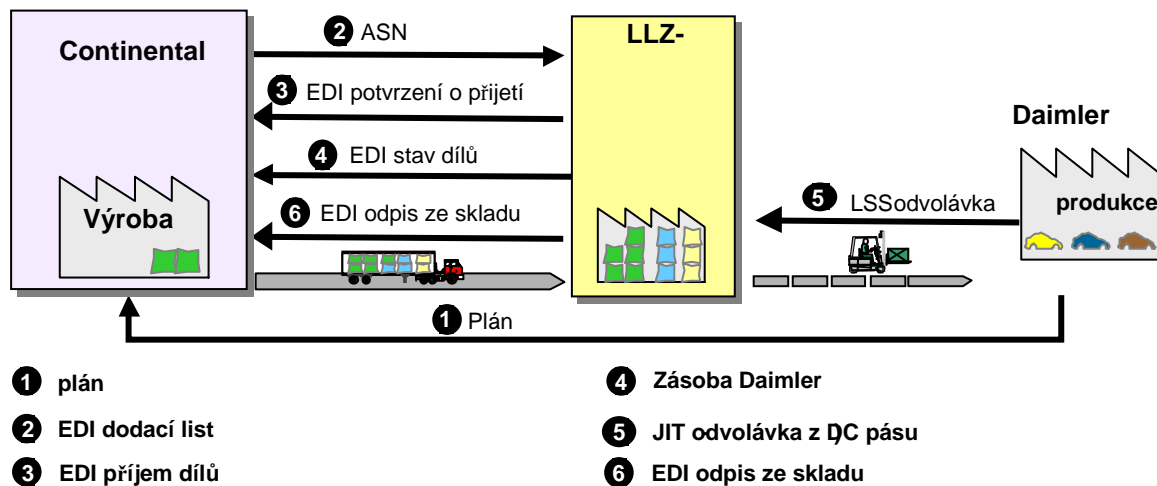 Continental
2 ASN
LLZ-
3 EDI potvrzení o přijetí
Daimler
4 EDI stav dílů
Výroba
6 EDI odpis ze skladu
5 LSSodvolávka
produkce
1 Plán
1 plán
2 EDI dodací list
3 EDI příjem dílů
4 Zásoba Daimler
5 JIT odvolávka z DC pásu
6 EDI odpis ze skladu